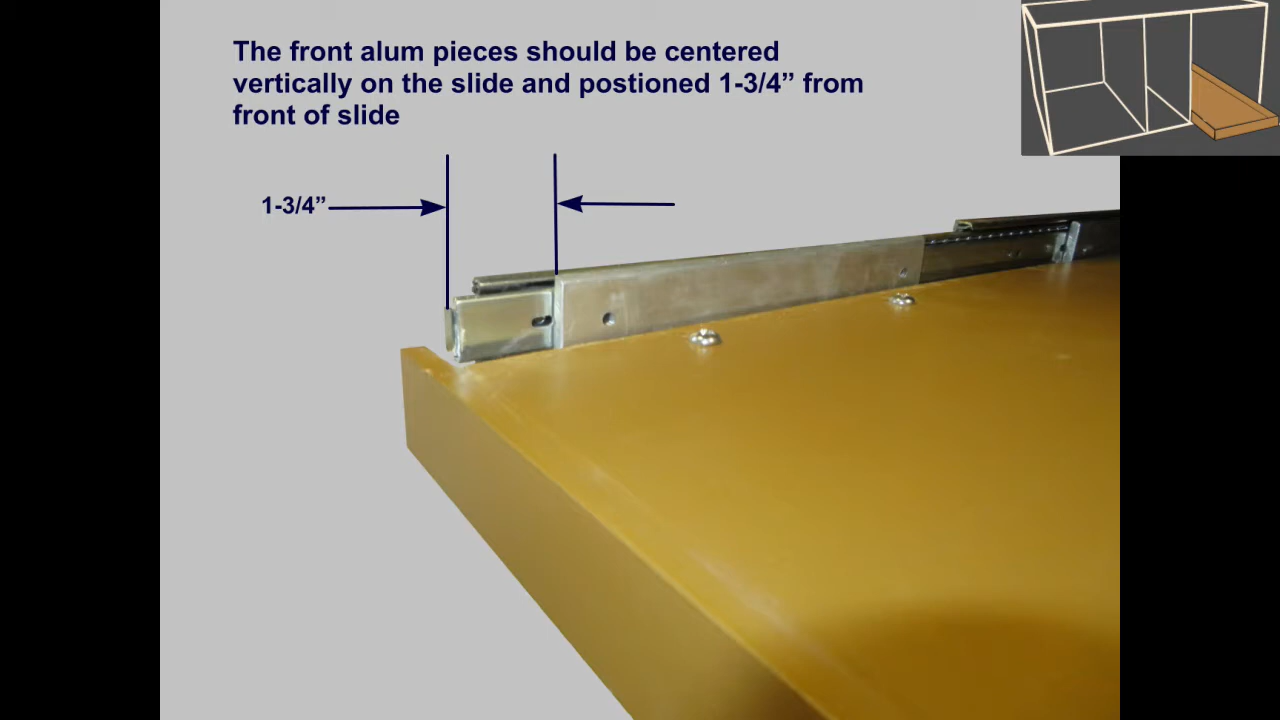 The front alum pieces should be centered
vertically on the slide and postioned 1-3/4” from
front of slide
1-3/4”